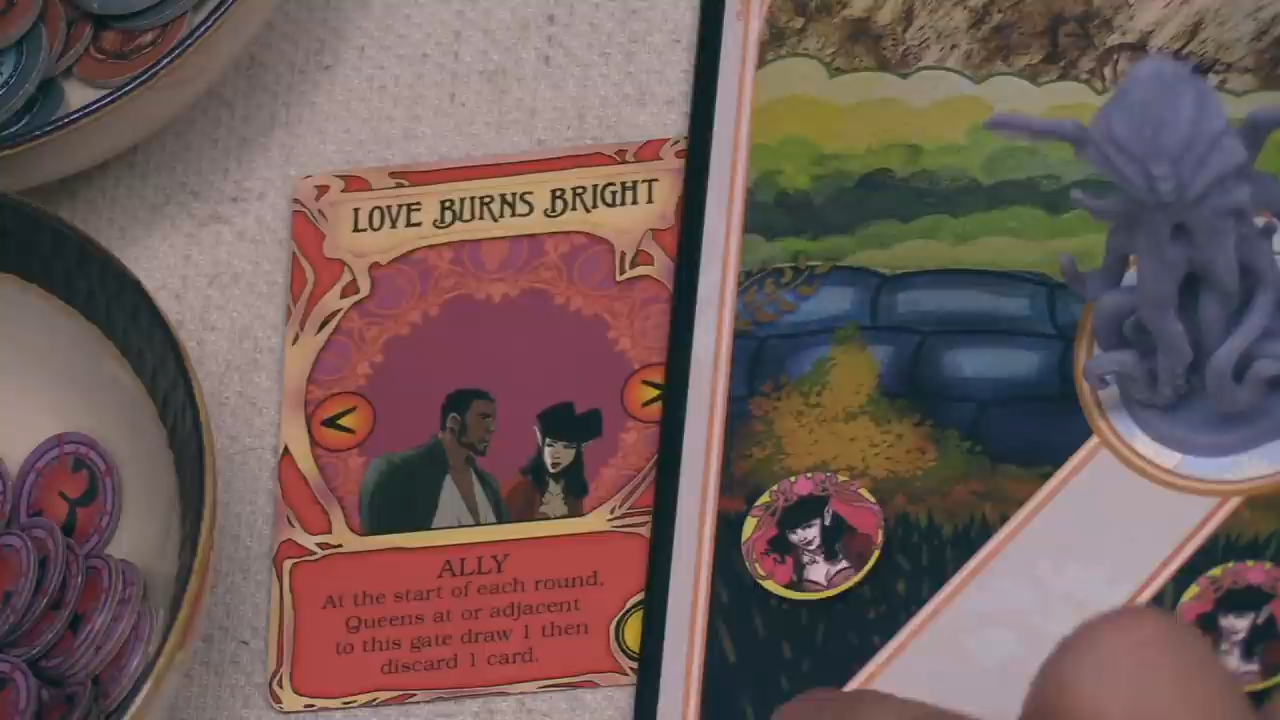 LOVE BURNS BRIGHT
<
>
ALLY
At the start of each round,
Queens at or adjacent
to this gate draw 1 then
discard 1 card.